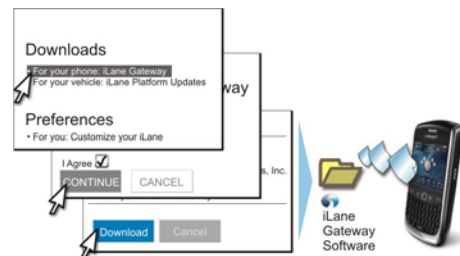 Downloads
• For your phone: iLane Gateway
• For your vehicle: iLane Platform Updates
Preferences
• For you: Customize your iLane
way
I Agree
s, Inc.
CONTINUE
CANCEL
Download
Cancel
iLane
Gateway
Software